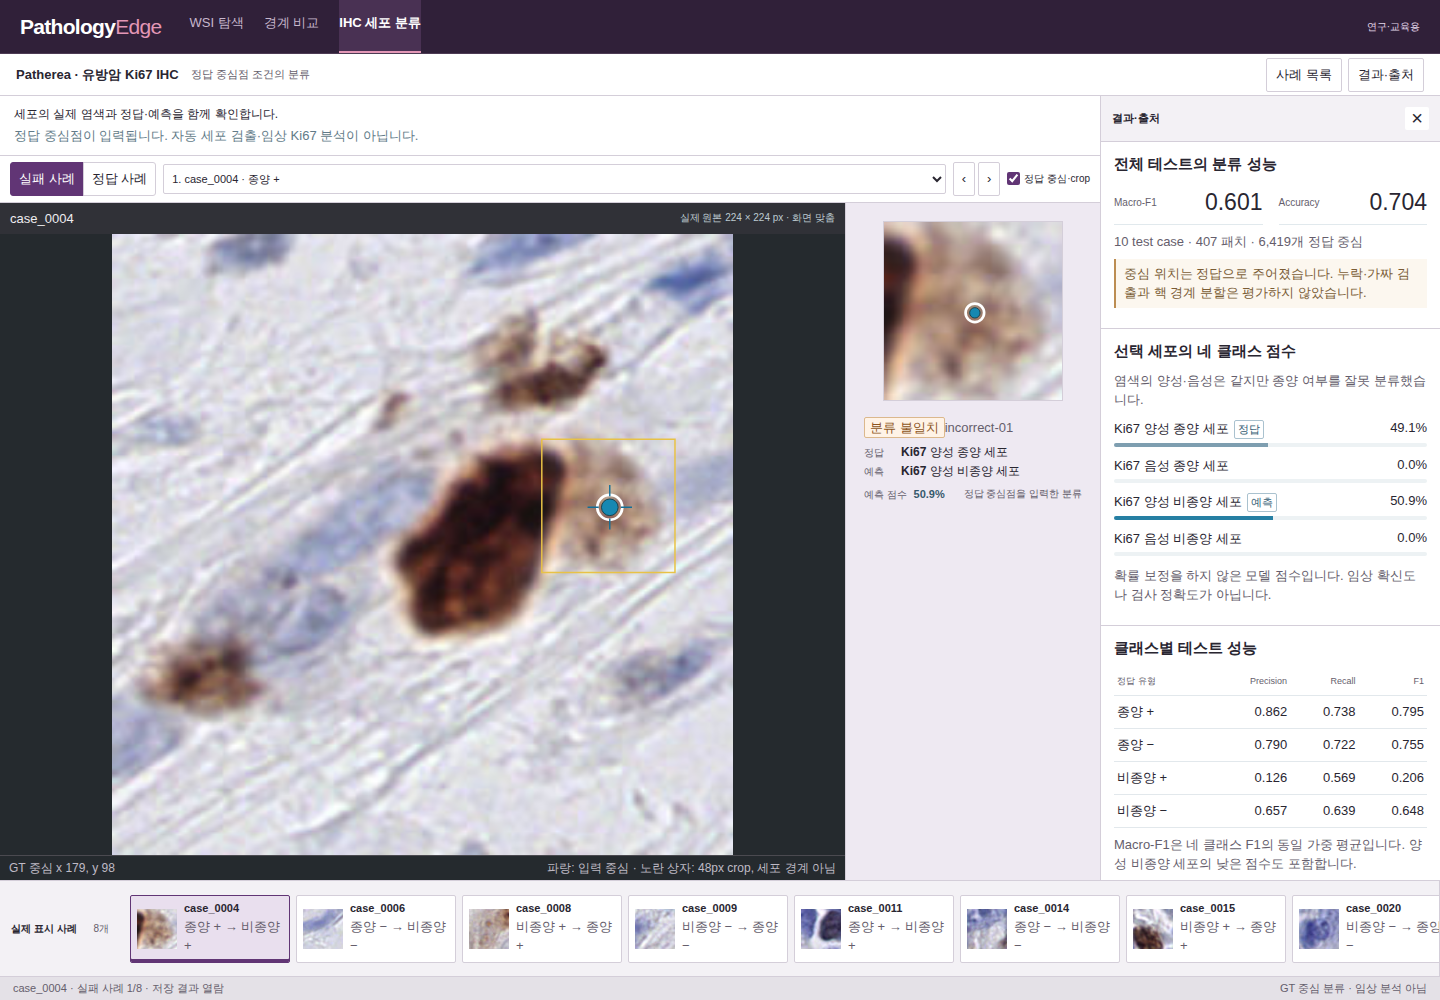 PathologyEdge WSI 탐색 경계 비교 IHC 세포 분류 연구·교육용
Patherea · 유방암 Ki67 IHC 정답 중심점 조건의 분류 사례 목록 결과·출처
세포의 실제 염색과 정답·예측을 함께 확인합니다.
정답 중심점이 입력됩니다. 자동 세포 검출·임상 Ki67 분석이 아닙니다.
실패 사례 정답 사례 1. case_0004 · 종양 + ‹ › 정답 중심·crop
case_0004 실제 원본 224 × 224 px · 화면 맞춤
GT 중심 x 179, y 98 파랑: 입력 중심 · 노란 상자: 48px crop, 세포 경계 아님
분류 불일치 incorrect-01
정답 Ki67 양성 종양 세포
예측 Ki67 양성 비종양 세포
예측 점수 50.9% 정답 중심점을 입력한 분류
결과·출처 ✕
전체 테스트의 분류 성능
Macro-F1 0.601 Accuracy 0.704
10 test case · 407 패치 · 6,419개 정답 중심
중심 위치는 정답으로 주어졌습니다. 누락·가짜 검
출과 핵 경계 분할은 평가하지 않았습니다.
선택 세포의 네 클래스 점수
염색의 양성·음성은 같지만 종양 여부를 잘못 분류했습
니다.
Ki67 양성 종양 세포 정답 49.1%
Ki67 음성 종양 세포 0.0%
Ki67 양성 비종양 세포 예측 50.9%
Ki67 음성 비종양 세포 0.0%
확률 보정을 하지 않은 모델 점수입니다. 임상 확신도
나 검사 정확도가 아닙니다.
클래스별 테스트 성능
정답 유형 Precision Recall F1
종양 + 0.862 0.738 0.795
종양 − 0.790 0.722 0.755
비종양 + 0.126 0.569 0.206
비종양 − 0.657 0.639 0.648
Macro-F1은 네 클래스 F1의 동일 가중 평균입니다. 양
성 비종양 세포의 낮은 점수도 포함합니다.
실제 표시 사례 8개
case_0004
종양 + → 비종양
+
case_0006
종양 − → 비종양
−
case_0008
비종양 + → 종양
+
case_0009
비종양 − → 종양
−
case_0011
종양 + → 비종양
+
case_0014
종양 − → 비종양
−
case_0015
비종양 + → 종양
+
case_0020
비종양 − → 종양
−
case_0004 · 실패 사례 1/8 · 저장 결과 열람 GT 중심 분류 · 임상 분석 아님